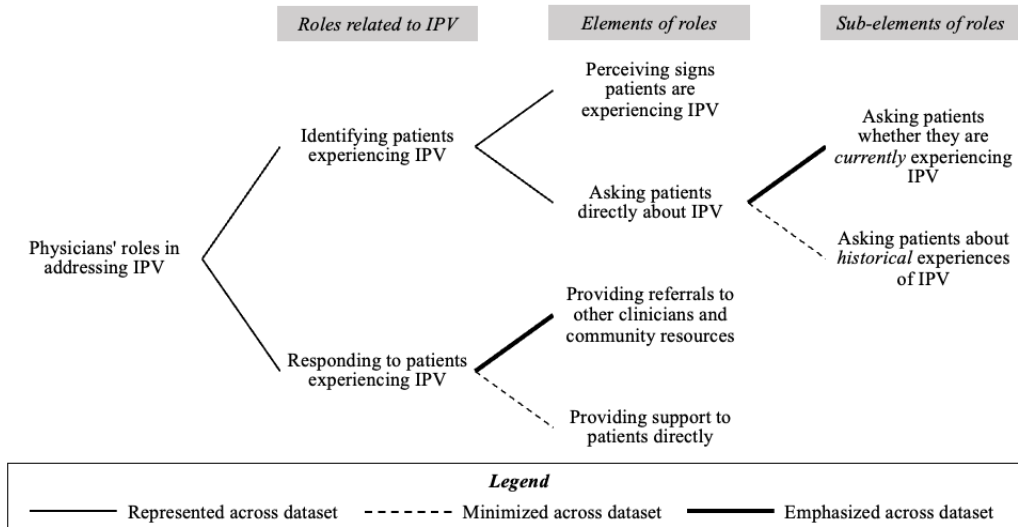 Roles related to IPV
Elements of roles
Sub-elements of roles
Perceiving signs
patients are
experiencing IPV
Identifying patients
experiencing IPV
Asking patients
whether they are
currently experiencing
IPV
Asking patients
directly about IPV
Physicians' roles in
addressing IPV
Asking patients about
historical experiences
of IPV
Providing referrals to
other clinicians and
community resources
Responding to patients
experiencing IPV
Providing support to
patients directly
Legend
Represented across dataset
Minimized across dataset
Emphasized across dataset